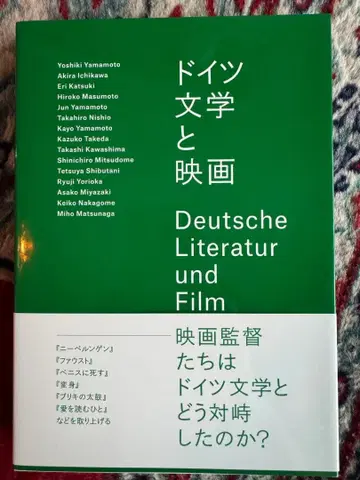 Yoshiki Yamamoto
Akira Ichikawa
Eri Katsuki
Hiroko Masumoto
Jun Yamamoto
Takahiro Nishio
Kayo Yamamoto
Kazuko Takeda
Takashi Kawashima
Shinichiro Mitsudome
Tetsuya Shibutani
Ryuji Yorioka
Asako Miyazaki
Keiko Nakagome
Miho Matsunaga
ドイツ
文学
と
映画
Deutsche
Literatur
und
Film
『ニーベルンゲン』
『ファウスト』
『ベニスに死す』
『変身』
『ブリキの太鼓』
『愛を読むひと』
などを取り上げる
映画監督
たちは
ドイツ文学と
どう対峙
したのか?